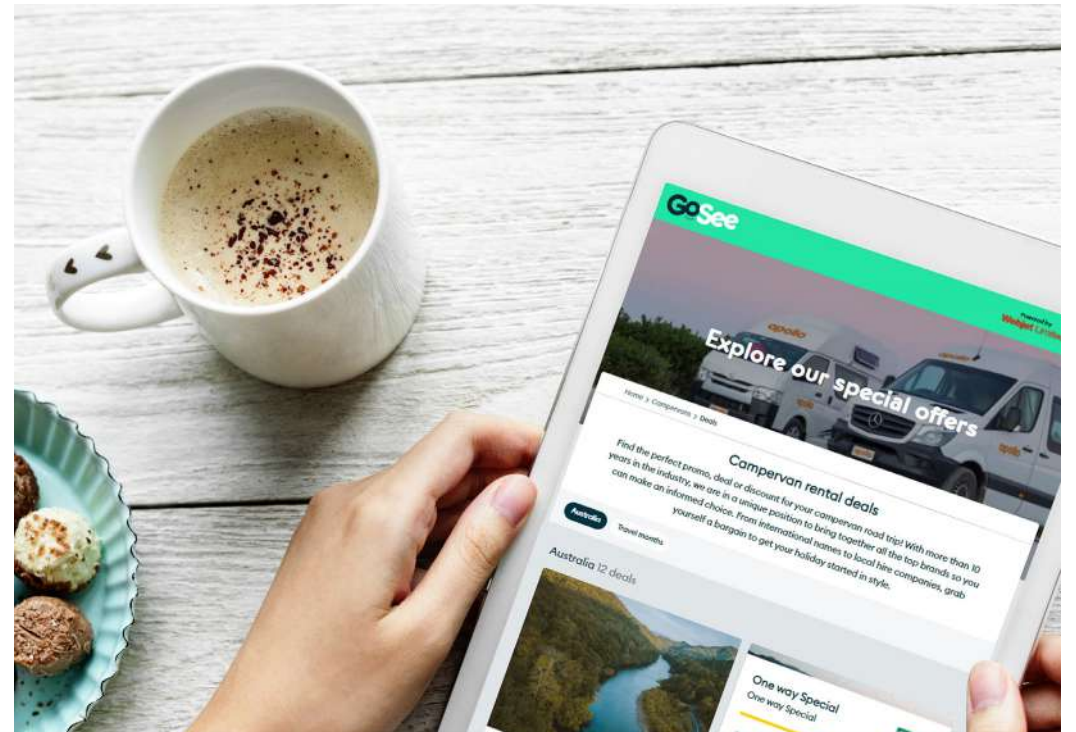 GoSee
Powered by
Webjet Limited
apolio
Explore our special offers
apollo
apollo
Home > Campervans > Deals
Campervan rental deals
Find the perfect promo, deal or discount for your campervan road trip! With more than 10
years in the industry, we are in a unique position to bring together all the top brands so you
can make an informed choice. From international names to local hire companies, grab
yourself a bargain to get your holiday started in style.
Australia
Travel months
Australia 12 deals
One way Special
One way Special